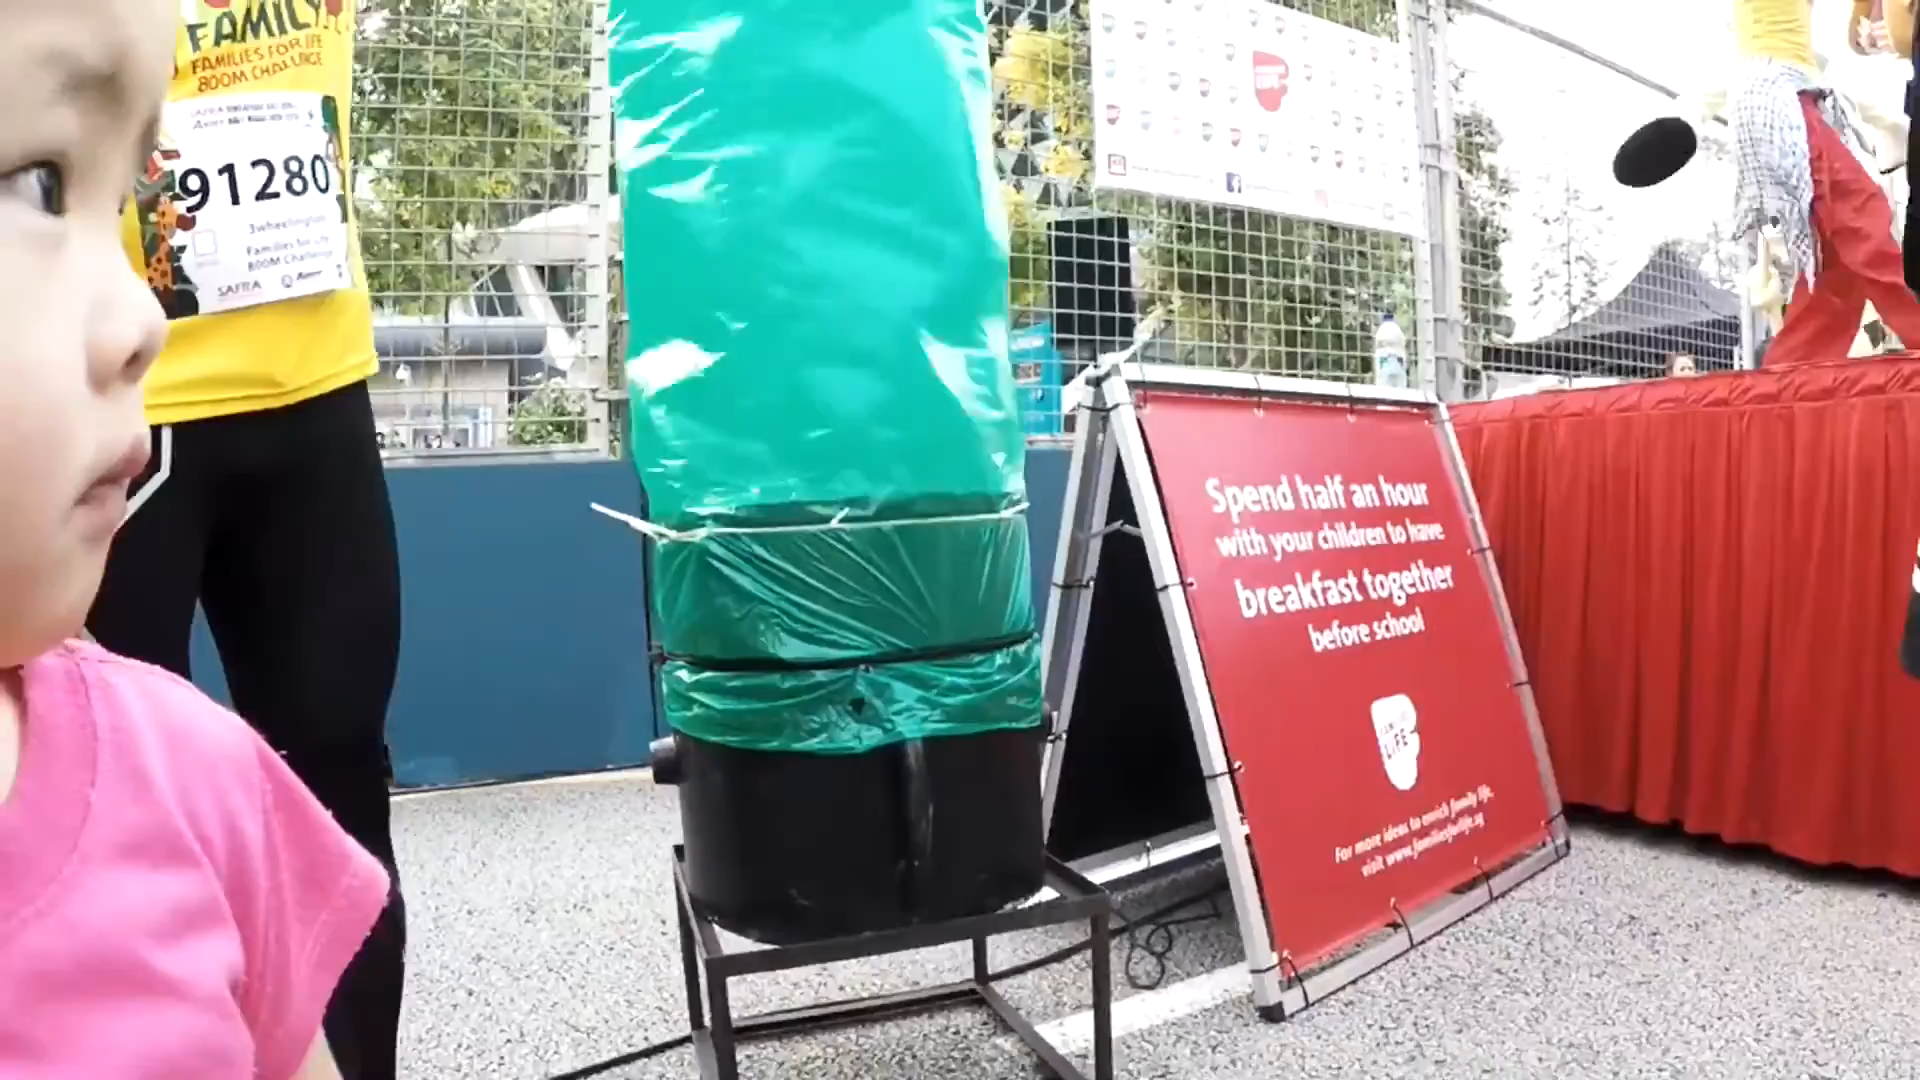 FAMILY
FAMILIES FOR LIFE
800M CHALLENGE
91280
3wheelington
Families for Life
800M Challenge
SAFRA
Spend half an hour
with your children to have
breakfast together
before school
FAMILIES
LIFE
For more ideas to enrich family life,
visit www.familiesforlife.sg